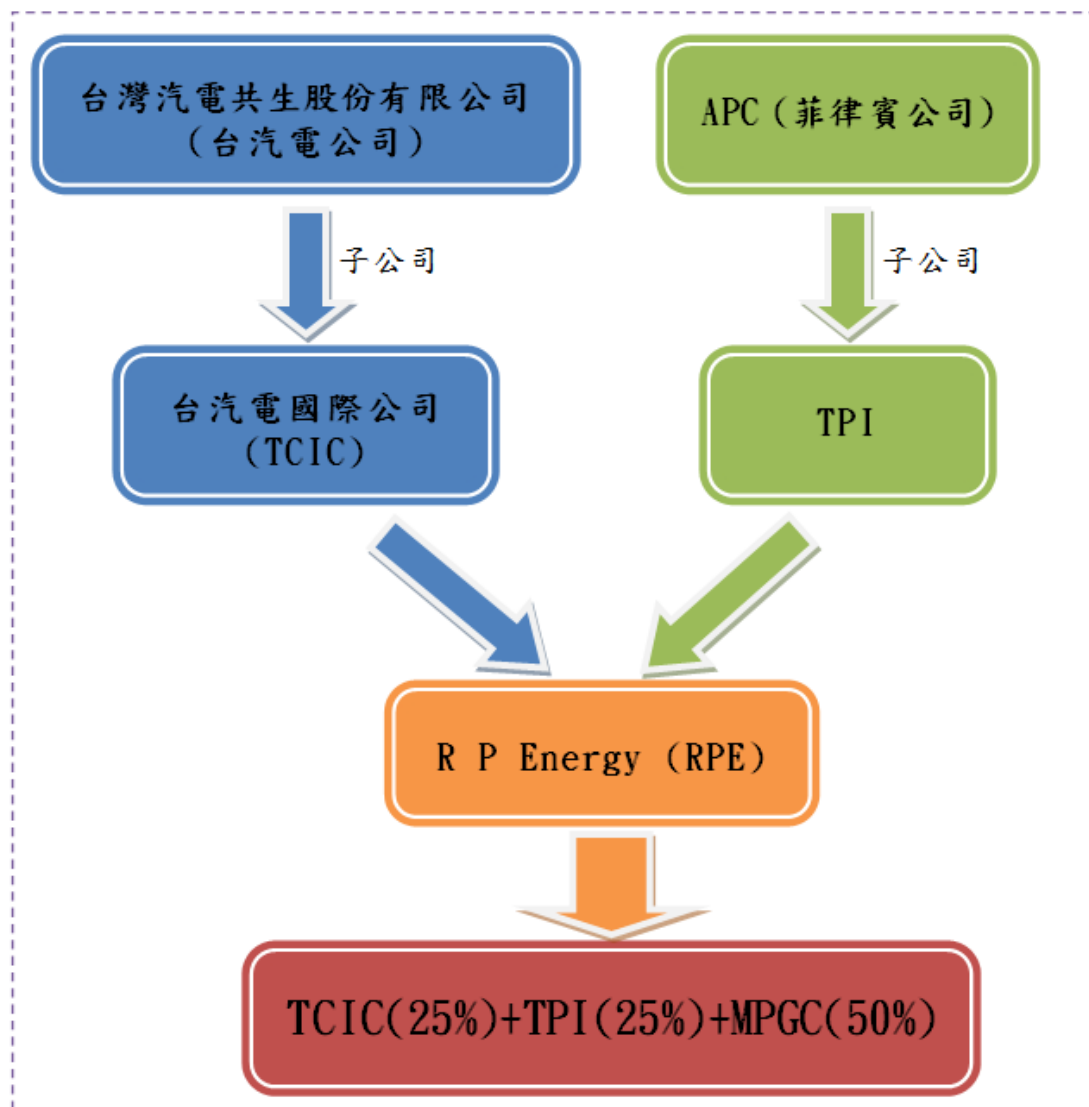 台灣汽電共生股份有限公司
(台汽電公司)
APC(菲律賓公司)
子公司
子公司
台汽電國際公司
(TCIC)
TPI
R P Energy (RPE)
TCIC(25%)+TPI(25%)+MPGC(50%)